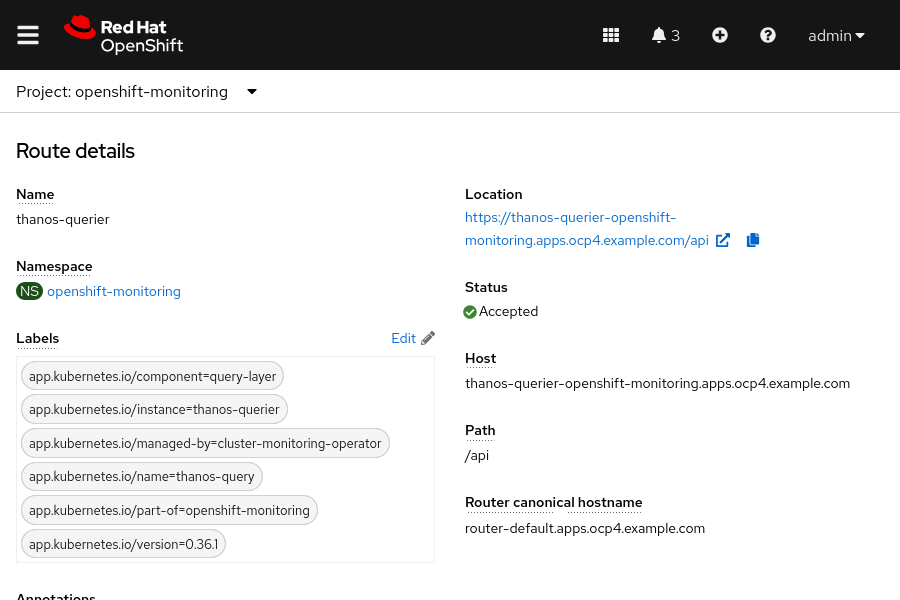 Red Hat
OpenShift
3
admin
Project: openshift-monitoring
Route details
Name
thanos-querier
Namespace
NS openshift-monitoring
Labels
Edit
app.kubernetes.io/component=query-layer
app.kubernetes.io/instance=thanos-querier
app.kubernetes.io/managed-by=cluster-monitoring-operator
app.kubernetes.io/name=thanos-query
app.kubernetes.io/part-of=openshift-monitoring
app.kubernetes.io/version=0.36.1
Annotations
Location
https://thanos-querier-openshift-
monitoring.apps.ocp4.example.com/api
Status
Accepted
Host
thanos-querier-openshift-monitoring.apps.ocp4.example.com
Path
/api
Router canonical hostname
router-default.apps.ocp4.example.com